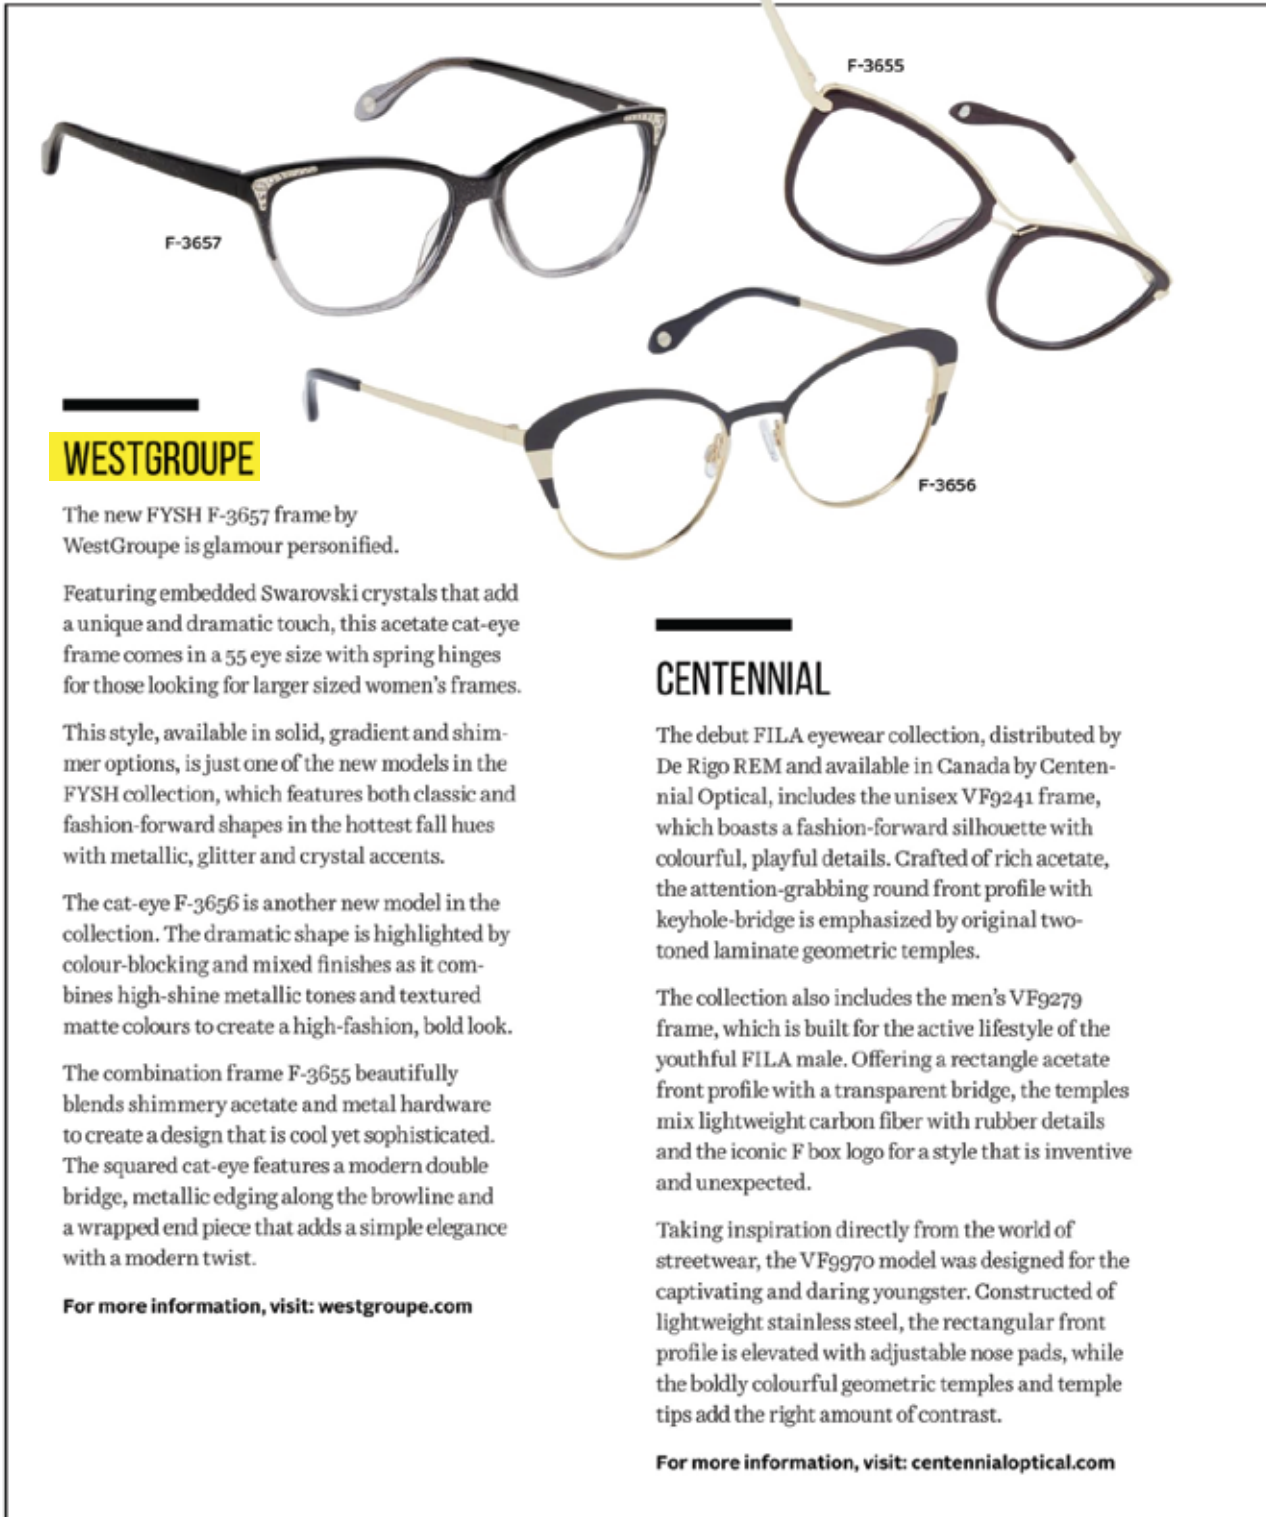 F-3655
F-3657
F-3656
WESTGROUPE
The new FYSH F-3657 frame by
WestGroupe is glamour personified.
Featuring embedded Swarovski crystals that add
a unique and dramatic touch, this acetate cat-eye
frame comes in a 55 eye size with spring hinges
for those looking for larger sized women's frames.
This style, available in solid, gradient and shim-
mer options, is just one of the new models in the
FYSH collection, which features both classic and
fashion-forward shapes in the hottest fall hues
with metallic, glitter and crystal accents.
The cat-eye F-3656 is another new model in the
collection. The dramatic shape is highlighted by
colour-blocking and mixed finishes as it com-
bines high-shine metallic tones and textured
matte colours to create a high-fashion, bold look.
The combination frame F-3655 beautifully
blends shimmery acetate and metal hardware
to create a design that is cool yet sophisticated.
The squared cat-eye features a modern double
bridge, metallic edging along the browline and
a wrapped end piece that adds a simple elegance
with a modern twist.
For more information, visit: westgroupe.com
CENTENNIAL
The debut FILA eyewear collection, distributed by
De Rigo REM and available in Canada by Centen-
nial Optical, includes the unisex VF9241 frame,
which boasts a fashion-forward silhouette with
colourful, playful details. Crafted of rich acetate,
the attention-grabbing round front profile with
keyhole-bridge is emphasized by original two-
toned laminate geometric temples.
The collection also includes the men's VF9279
frame, which is built for the active lifestyle of the
youthful FILA male. Offering a rectangle acetate
front profile with a transparent bridge, the temples
mix lightweight carbon fiber with rubber details
and the iconic F box logo for a style that is inventive
and unexpected.
Taking inspiration directly from the world of
streetwear, the VF9970 model was designed for the
captivating and daring youngster. Constructed of
lightweight stainless steel, the rectangular front
profile is elevated with adjustable nose pads, while
the boldly colourful geometric temples and temple
tips add the right amount of contrast.
For more information, visit: centennialoptical.com